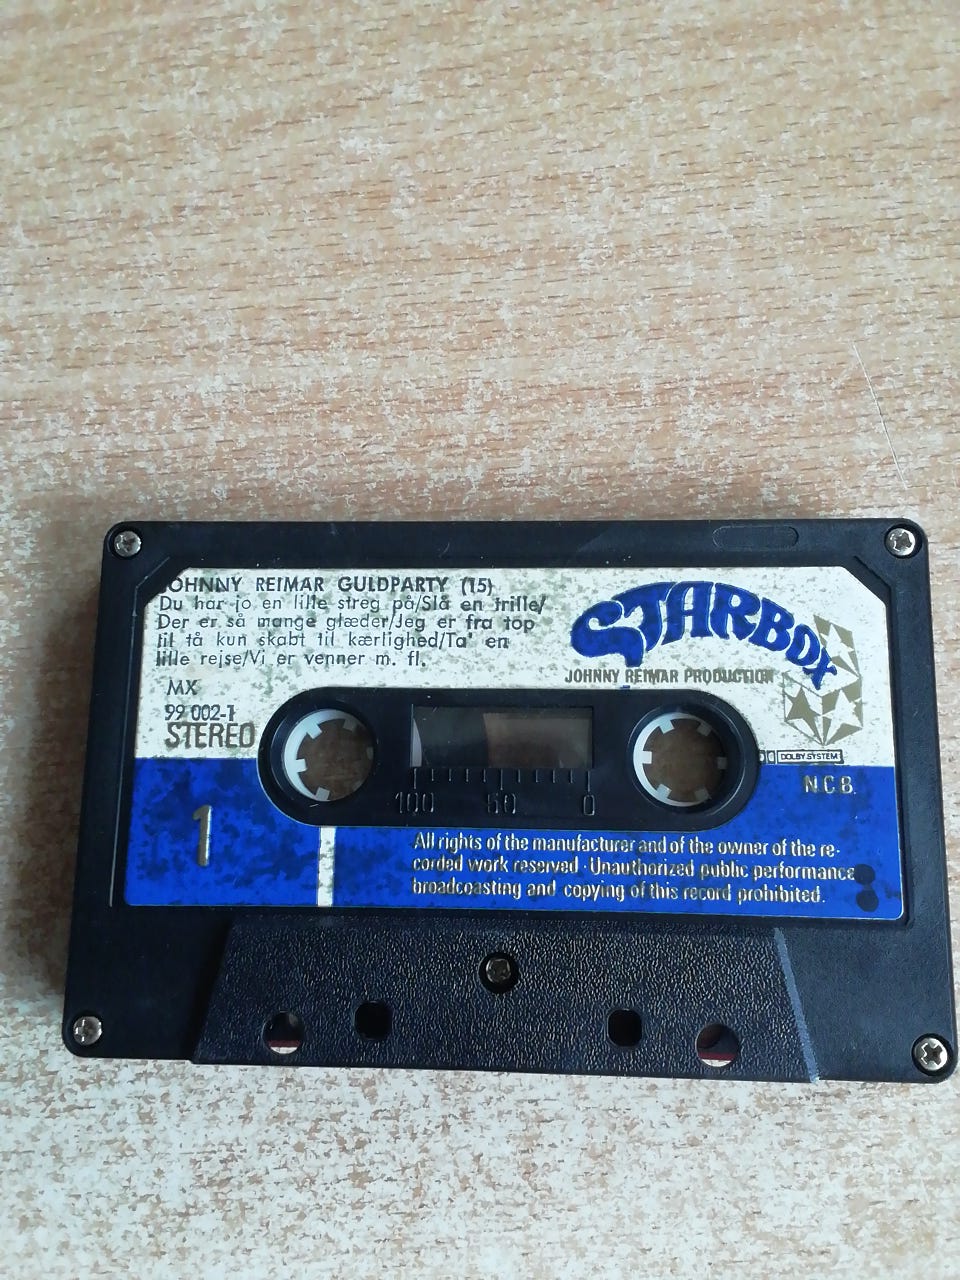 JOHNNY REIMAR GULDPARTY (15)
Du har jo en lille streg på/Slå en trille/
Der er så mange glæder/Jeg er fra top
til tå kun skabt til kærlighed/Ta' en
lille rejse/Vi er venner m. fl.
STARBOX
JOHNNY REIMAR PRODUCTION
MX
99 002-1
STEREO
DOLBY SYSTEM
N C B.
100 50 0
1
All rights of the manufacturer and of the owner of the re-
corded work reserved · Unauthorized public performance
broadcasting and copying of this record prohibited.